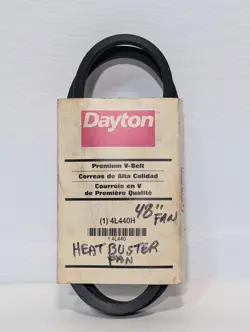 Dayton
Premium V-Belt
Correas de Alta Calidad
Courroie en V
de Première Qualité
(1) 4L440H
1 4L440
48" FAN
HEAT BUSTER
FAN